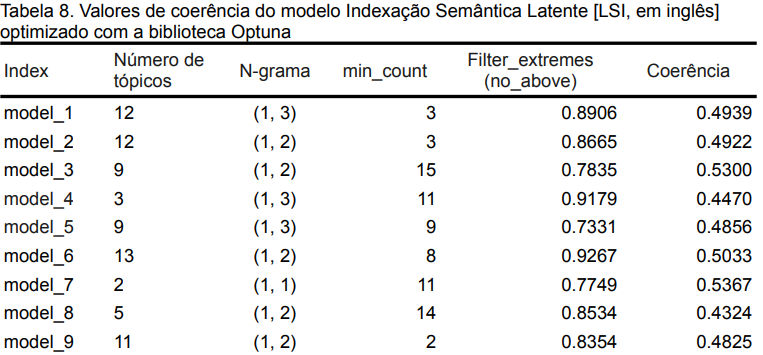 Tabela 8. Valores de coerência do modelo Indexação Semântica Latente [LSI, em inglês]
optimizado com a biblioteca Optuna
Index Número de tópicos N-grama min_count Filter_extremes (no_above) Coerência
model_1 12 (1, 3) 3 0.8906 0.4939
model_2 12 (1, 2) 3 0.8665 0.4922
model_3 9 (1, 2) 15 0.7835 0.5300
model_4 3 (1, 3) 11 0.9179 0.4470
model_5 9 (1, 3) 9 0.7331 0.4856
model_6 13 (1, 2) 8 0.9267 0.5033
model_7 2 (1, 1) 11 0.7749 0.5367
model_8 5 (1, 2) 14 0.8534 0.4324
model_9 11 (1, 2) 2 0.8354 0.4825